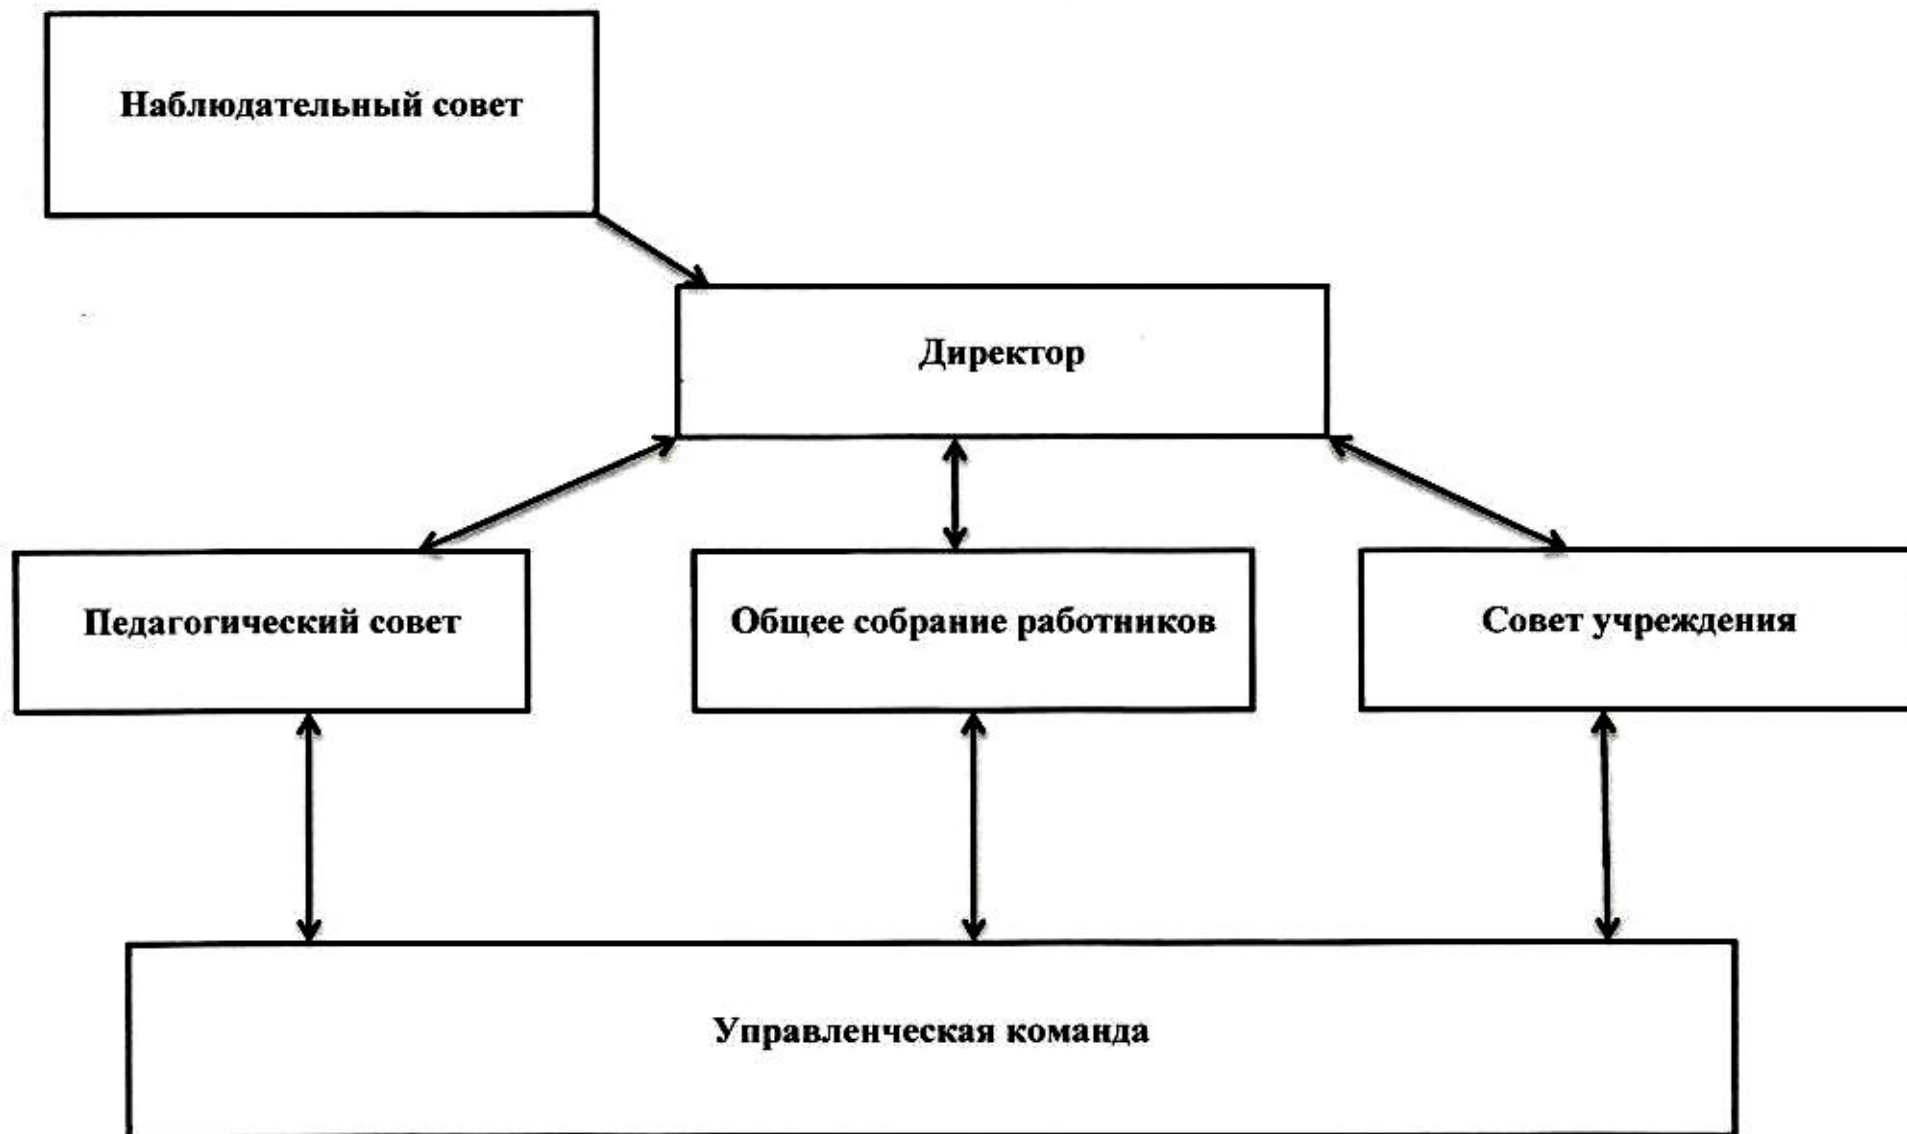 Наблюдательный совет
Директор
Педагогический совет
Общее собрание работников
Совет учреждения
Управленческая команда